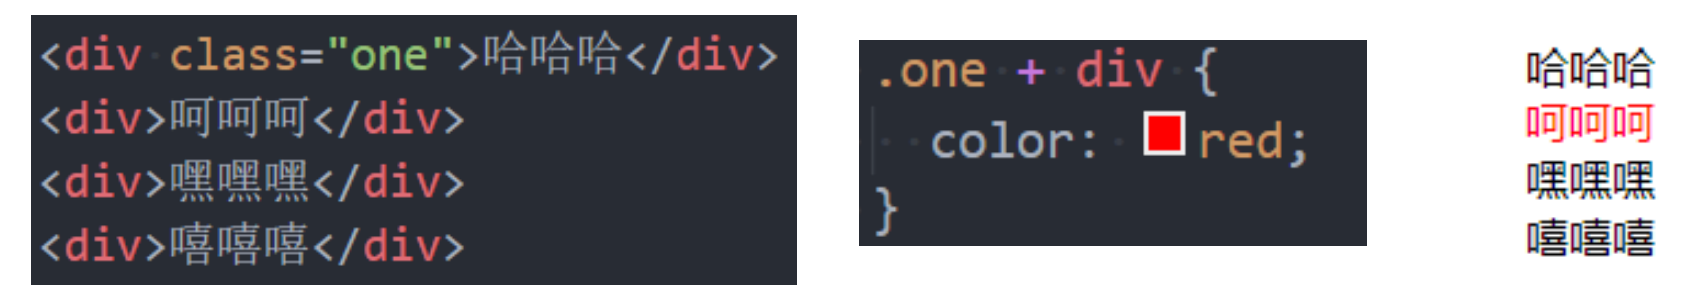 <div class="one">哈哈哈</div>
<div>呵呵呵</div>
<div>嘿嘿嘿</div>
<div>嘻嘻嘻</div>
.one + div {
color: red;
}
哈哈哈
呵呵呵
嘿嘿嘿
嘻嘻嘻